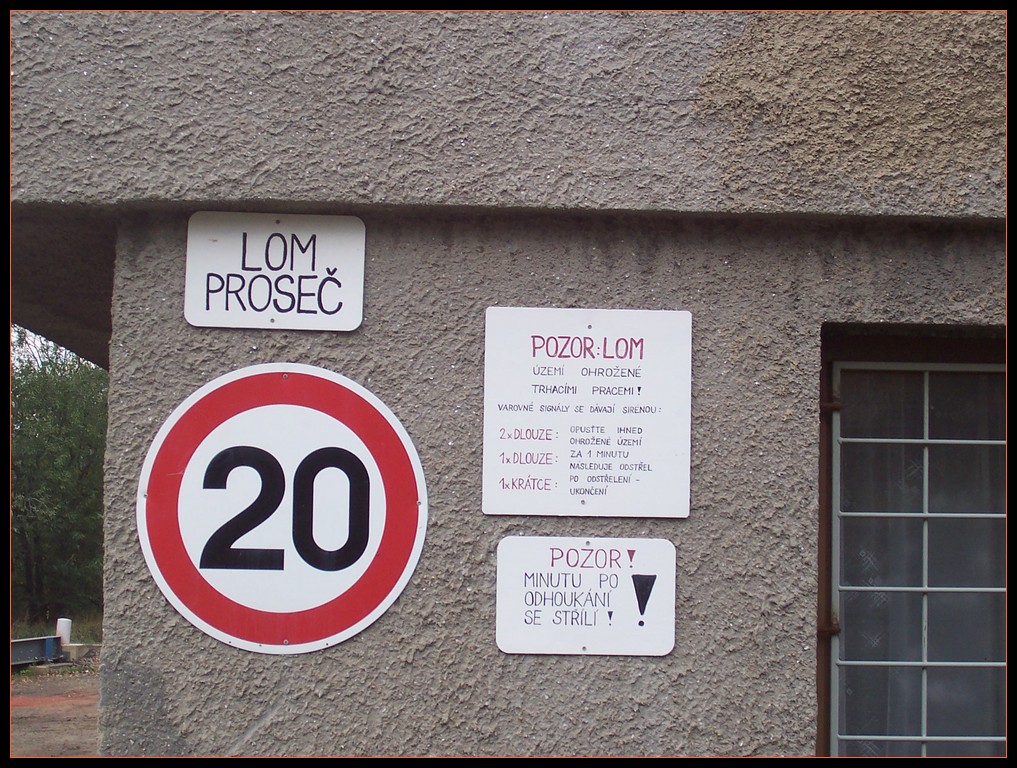 LOM
PROSEČ
20
POZOR: LOM
ÚZEMÍ OHROŽENÉ
TRHACÍMI PRACEMI!
VAROVNÉ SIGNÁLY SE DÁVAJÍ SIRÉNOU:
2x DLOUZE: OPUSŤTE IHNED
OHROŽENÉ ÚZEMÍ
1x DLOUZE: ZA 1 MINUTU
NÁSLEDUJE ODSTŘEL
1x KRÁTCE: PO ODSTŘELENÍ -
UKONČENÍ
POZOR!
MINUTU PO
ODHOUKÁNÍ
SE STŘÍLÍ! !